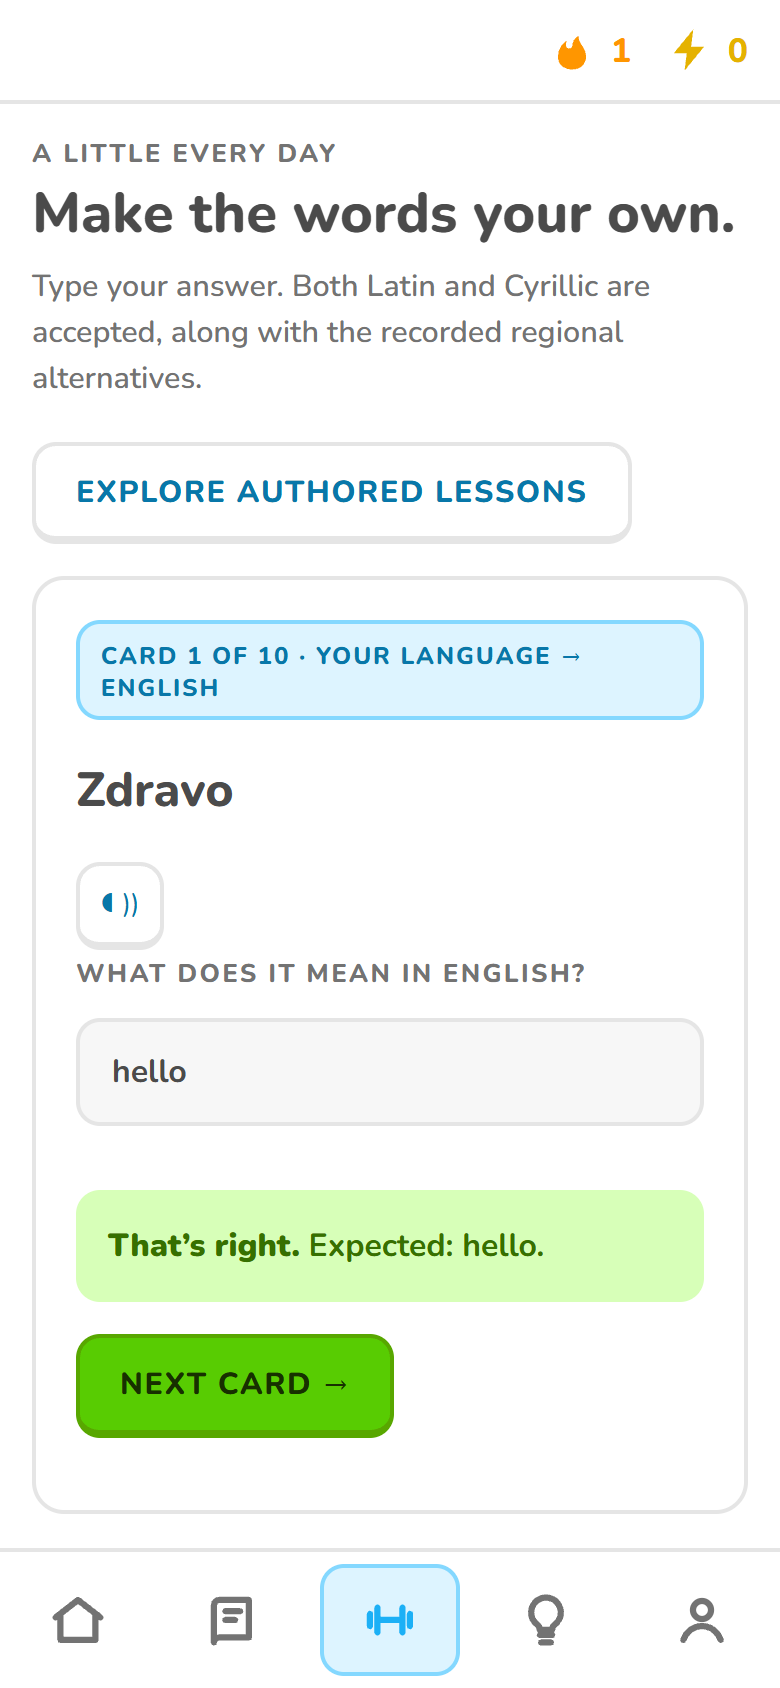 1 0
A LITTLE EVERY DAY
Make the words your own.
Type your answer. Both Latin and Cyrillic are
accepted, along with the recorded regional
alternatives.
EXPLORE AUTHORED LESSONS
CARD 1 OF 10 · YOUR LANGUAGE →
ENGLISH
Zdravo
WHAT DOES IT MEAN IN ENGLISH?
hello
That’s right. Expected: hello.
NEXT CARD →